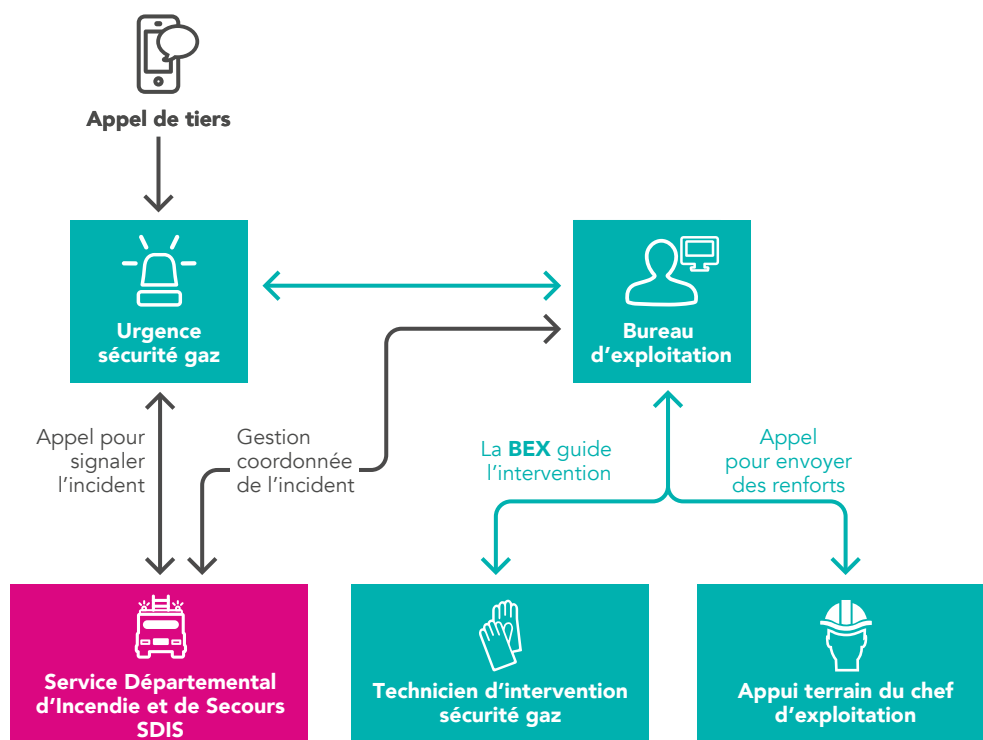 Appel de tiers
Urgence
sécurité gaz
Bureau
d'exploitation
Appel pour
signaler
l'incident
Gestion
coordonnée
de l'incident
La BEX guide
l'intervention
Appel
pour envoyer
des renforts
Service Départemental
d'Incendie et de Secours
SDIS
Technicien d'intervention
sécurité gaz
Appui terrain du chef
d'exploitation